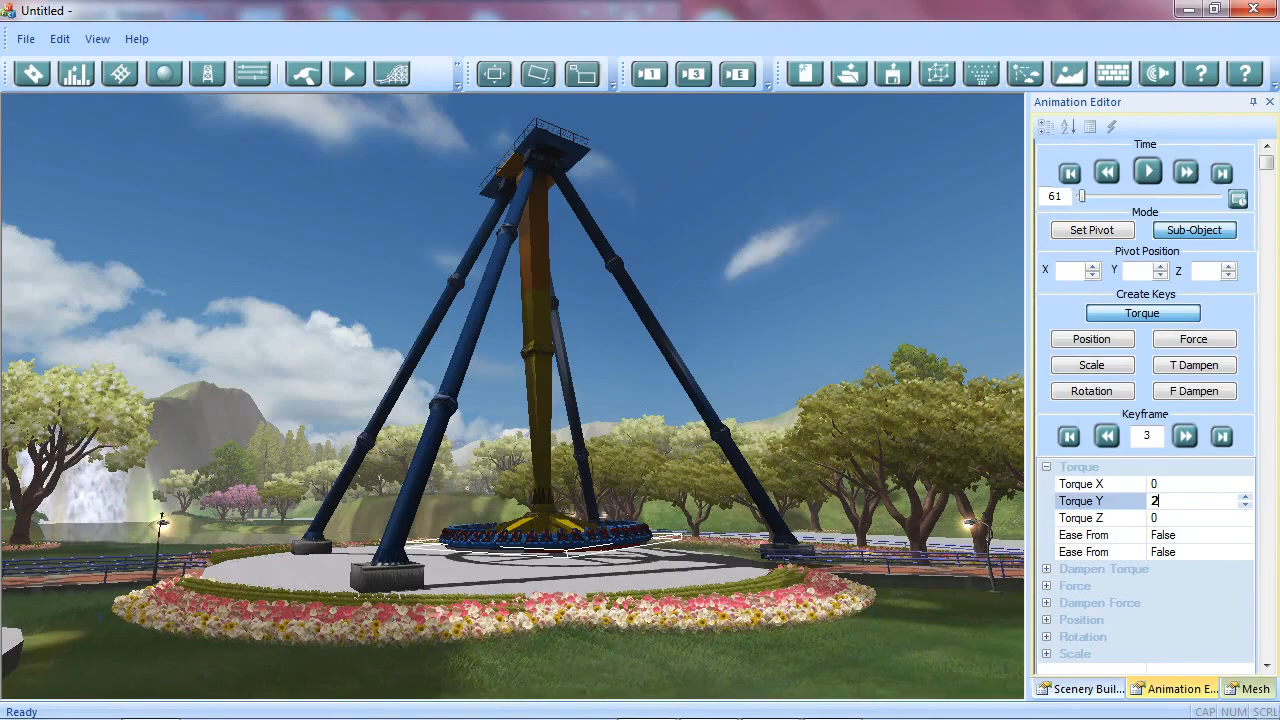 Untitled -
File Edit View Help
1 3 E ? ?
Animation Editor
A Z
Time
61
Mode
Set Pivot Sub-Object
Pivot Position
X Y Z
Create Keys
Torque
Position Force
Scale T Dampen
Rotation F Dampen
Keyframe
3
Torque
Torque X 0
Torque Y 2
Torque Z 0
Ease From False
Ease From False
Dampen Torque
Force
Dampen Force
Position
Rotation
Scale
Scenery Buil... Animation E... Mesh
Ready CAP NUM SCRL